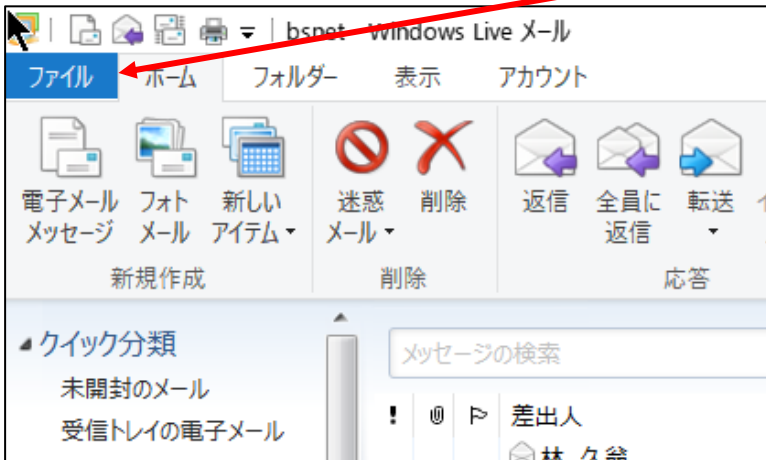 bspet - Windows Live メール
ファイル ホーム フォルダー 表示 アカウント
電子メール フォト 新しい 迷惑 削除 返信 全員に 転送
メッセージ メール アイテム メール 返信
新規作成 削除 応答
クイック分類
メッセージの検索
未開封のメール
! 差出人
受信トレイの電子メール